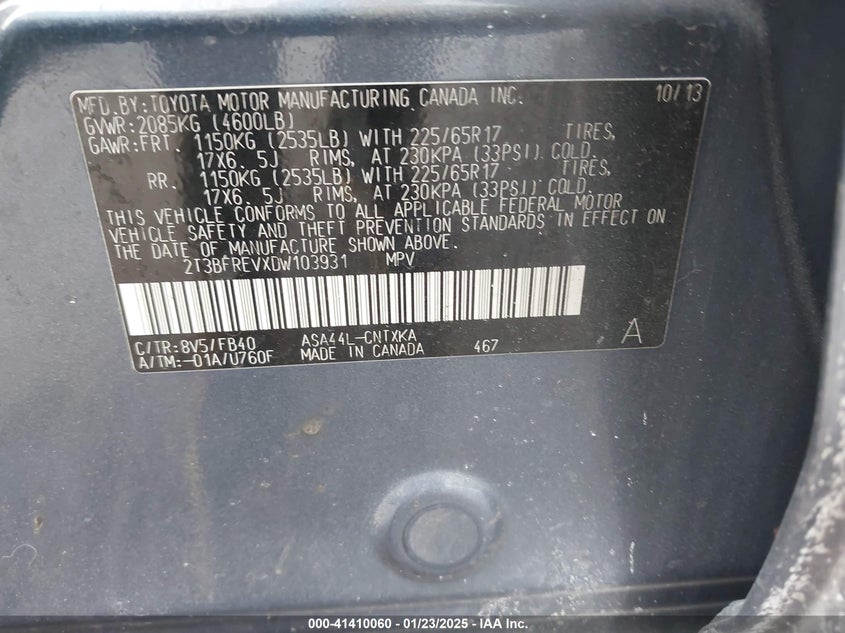 MFD. BY: TOYOTA MOTOR MANUFACTURING CANADA INC. 10/13
GVWR: 2085KG (4600LB)
GAWR: FRT. 1150KG (2535LB) WITH 225/65R17 TIRES,
17X6. 5J RIMS, AT 230KPA (33PSI) COLD.
RR. 1150KG (2535LB) WITH 225/65R17 TIRES,
17X6. 5J RIMS, AT 230KPA (33PSI) COLD.
THIS VEHICLE CONFORMS TO ALL APPLICABLE FEDERAL MOTOR
VEHICLE SAFETY AND THEFT PREVENTION STANDARDS IN EFFECT ON
THE DATE OF MANUFACTURE SHOWN ABOVE.
2T3BFREVXDW103931 MPV
C/TR: 8V5/FB40 ASA44L-CNTXKA
A/TM: -01A/U760F MADE IN CANADA 467 A
000-41410060 - 01/23/2025 - IAA Inc.